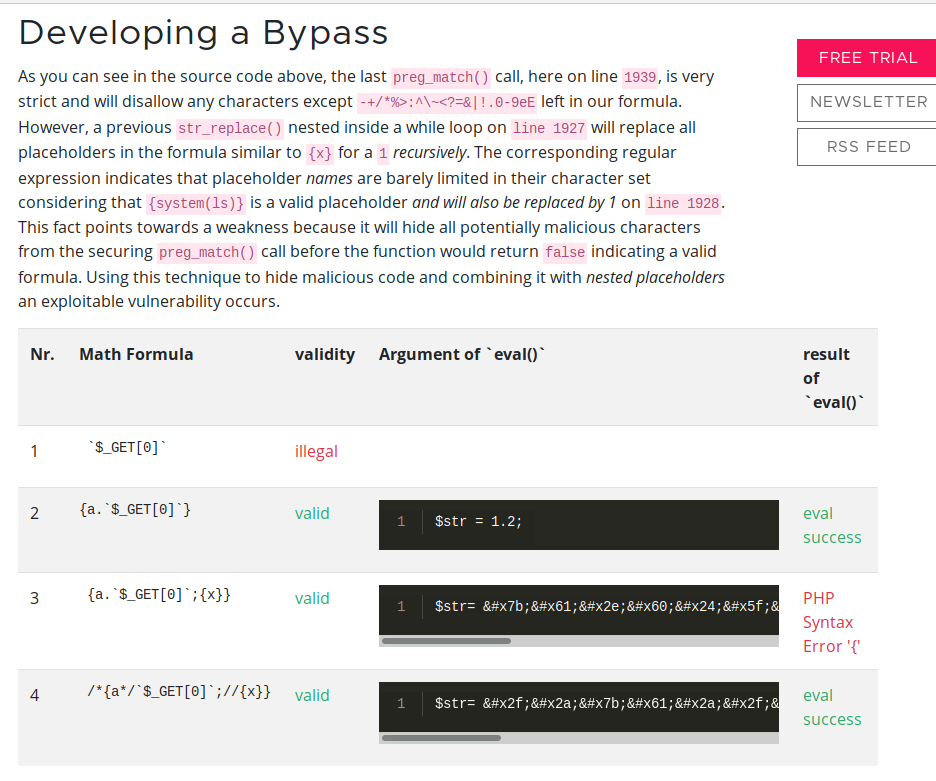 Developing a Bypass
As you can see in the source code above, the last preg_match() call, here on line 1939, is very
strict and will disallow any characters except -+/*%>:^\~<?=&|!.0-9eE left in our formula.
However, a previous str_replace() nested inside a while loop on line 1927 will replace all
placeholders in the formula similar to {x} for a 1 recursively. The corresponding regular
expression indicates that placeholder names are barely limited in their character set
considering that {system(ls)} is a valid placeholder and will also be replaced by 1 on line 1928.
This fact points towards a weakness because it will hide all potentially malicious characters
from the securing preg_match() call before the function would return false indicating a valid
formula. Using this technique to hide malicious code and combining it with nested placeholders
an exploitable vulnerability occurs.
FREE TRIAL
NEWSLETTER
RSS FEED
Nr. Math Formula validity Argument of `eval()` result
of
`eval()`
1 `$_GET[0]` illegal
2 {a.`$_GET[0]`} valid 1 $str = 1.2; eval
success
3 {a.`$_GET[0]`;{x}} valid 1 $str= &#x7b;&#x61;&#x2e;&#x60;&#x24;&#x5f;& PHP
Syntax
Error '{'
4 /*{a*/`$_GET[0]`;//{x}} valid 1 $str= &#x2f;&#x2a;&#x7b;&#x61;&#x2a;&#x2f;& eval
success